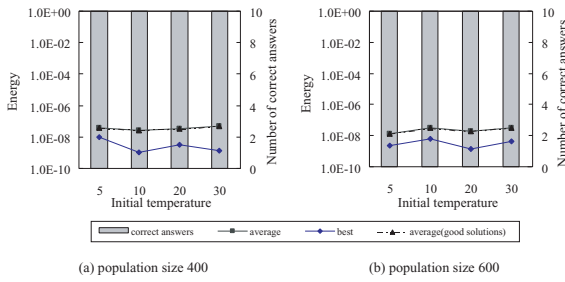 1.0E+00
1.0E-02
1.0E-04
1.0E-06
1.0E-08
1.0E-10
Energy
10
8
6
4
2
0
Number of correct answers
5 10 20 30
Initial temperature
1.0E+00
1.0E-02
1.0E-04
1.0E-06
1.0E-08
1.0E-10
Energy
10
8
6
4
2
0
Number of correct answers
5 10 20 30
Initial temperature
correct answers average best average(good solutions)
(a) population size 400
(b) population size 600